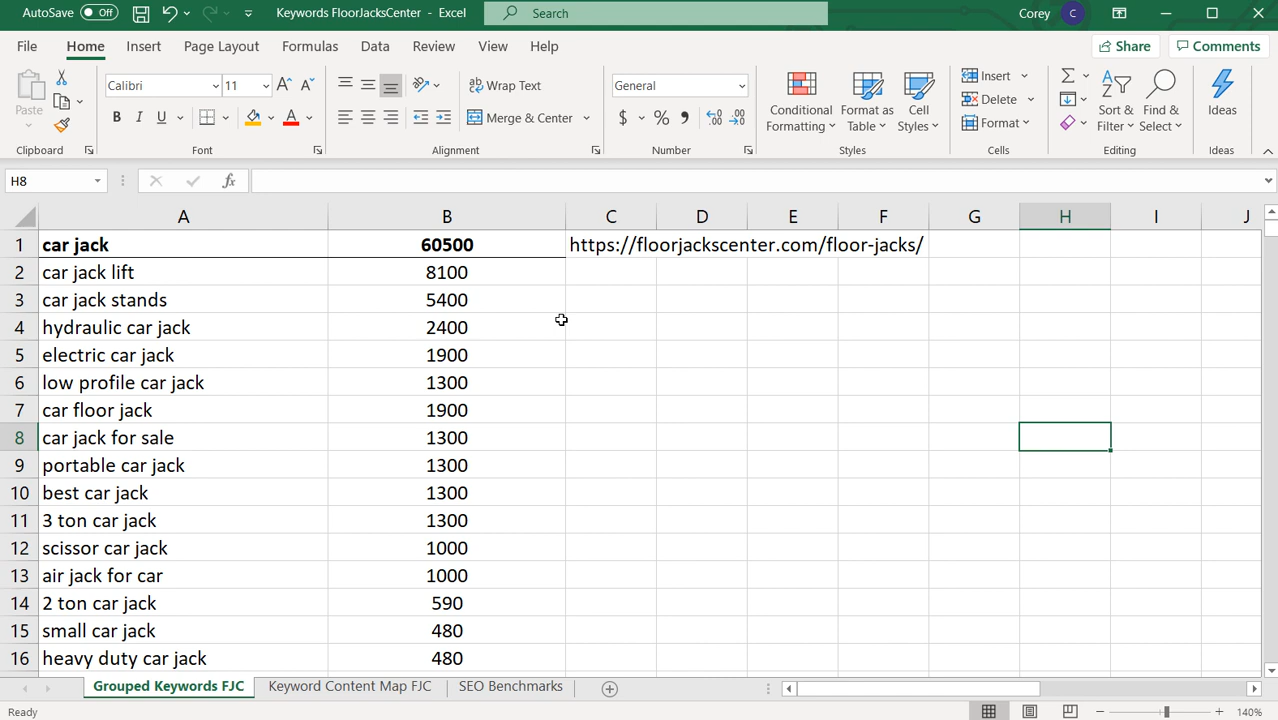 AutoSave Off Keywords FloorJacksCenter - Excel Search Corey C
File Home Insert Page Layout Formulas Data Review View Help Share Comments
Paste Calibri 11 Wrap Text General Conditional Formatting Format as Table Cell Styles Insert Sort & Filter Find & Select Ideas
B I U A Merge & Center $ % Delete
Format
Clipboard Font Alignment Number Styles Cells Editing Ideas
H8 fx
A B C D E F G H I J
1 car jack 60500 https://floorjackscenter.com/floor-jacks/
2 car jack lift 8100
3 car jack stands 5400
4 hydraulic car jack 2400
5 electric car jack 1900
6 low profile car jack 1300
7 car floor jack 1900
8 car jack for sale 1300
9 portable car jack 1300
10 best car jack 1300
11 3 ton car jack 1300
12 scissor car jack 1000
13 air jack for car 1000
14 2 ton car jack 590
15 small car jack 480
16 heavy duty car jack 480
Grouped Keywords FJC Keyword Content Map FJC SEO Benchmarks
Ready 140%